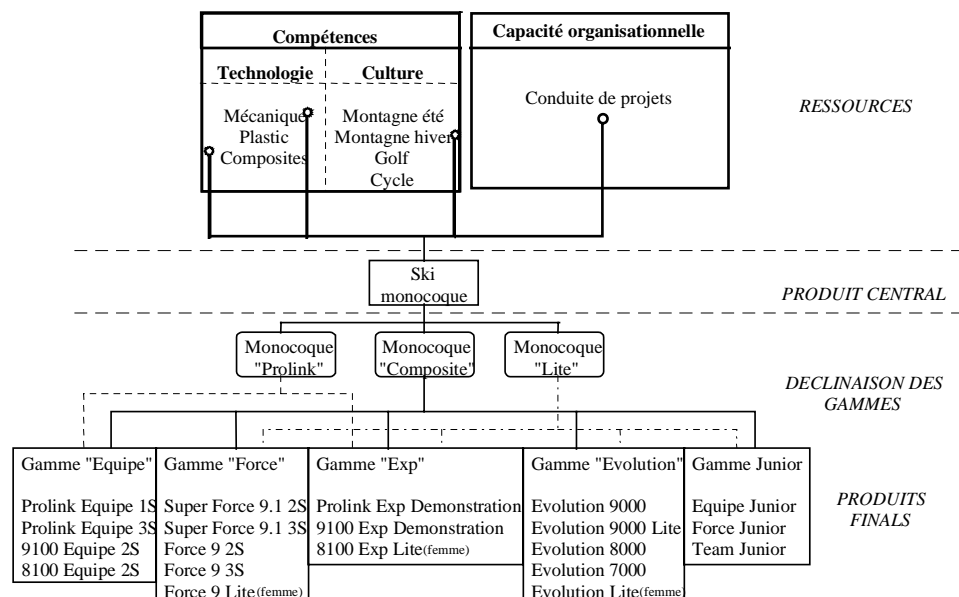 Compétences
Capacité organisationnelle
Technologie
Culture
Mécanique
Plastic
Composites
Montagne été
Montagne hiver
Golf
Cycle
Conduite de projets
RESSOURCES
Ski
monocoque
PRODUIT CENTRAL
Monocoque
"Prolink"
Monocoque
"Composite"
Monocoque
"Lite"
DECLINAISON DES
GAMMES
Gamme "Equipe"
Prolink Equipe 1S
Prolink Equipe 3S
9100 Equipe 2S
8100 Equipe 2S
Gamme "Force"
Super Force 9.1 2S
Super Force 9.1 3S
Force 9 2S
Force 9 3S
Force 9 Lite(femme)
Gamme "Exp"
Prolink Exp Demonstration
9100 Exp Demonstration
8100 Exp Lite(femme)
Gamme "Evolution"
Evolution 9000
Evolution 9000 Lite
Evolution 8000
Evolution 7000
Evolution Lite(femme)
Gamme Junior
Equipe Junior
Force Junior
Team Junior
PRODUITS
FINALS